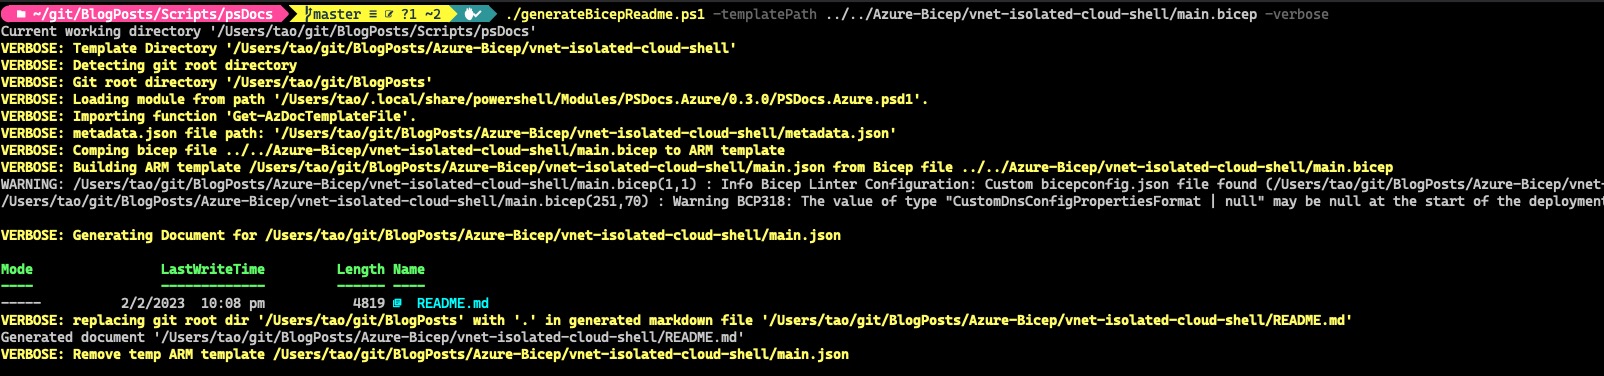 ~/git/BlogPosts/Scripts/psDocs master ≡ ?1 ~2 ./generateBicepReadme.ps1 -templatePath ../../Azure-Bicep/vnet-isolated-cloud-shell/main.bicep -verbose
Current working directory '/Users/tao/git/BlogPosts/Scripts/psDocs'
VERBOSE: Template Directory '/Users/tao/git/BlogPosts/Azure-Bicep/vnet-isolated-cloud-shell'
VERBOSE: Detecting git root directory
VERBOSE: Git root directory '/Users/tao/git/BlogPosts'
VERBOSE: Loading module from path '/Users/tao/.local/share/powershell/Modules/PSDocs.Azure/0.3.0/PSDocs.Azure.psd1'.
VERBOSE: Importing function 'Get-AzDocTemplateFile'.
VERBOSE: metadata.json file path: '/Users/tao/git/BlogPosts/Azure-Bicep/vnet-isolated-cloud-shell/metadata.json'
VERBOSE: Comping bicep file ../../Azure-Bicep/vnet-isolated-cloud-shell/main.bicep to ARM template
VERBOSE: Building ARM template /Users/tao/git/BlogPosts/Azure-Bicep/vnet-isolated-cloud-shell/main.json from Bicep file ../../Azure-Bicep/vnet-isolated-cloud-shell/main.bicep
WARNING: /Users/tao/git/BlogPosts/Azure-Bicep/vnet-isolated-cloud-shell/main.bicep(1,1) : Info Bicep Linter Configuration: Custom bicepconfig.json file found (/Users/tao/git/BlogPosts/Azure-Bicep/vnet-
/Users/tao/git/BlogPosts/Azure-Bicep/vnet-isolated-cloud-shell/main.bicep(251,70) : Warning BCP318: The value of type "CustomDnsConfigPropertiesFormat | null" may be null at the start of the deployment
VERBOSE: Generating Document for /Users/tao/git/BlogPosts/Azure-Bicep/vnet-isolated-cloud-shell/main.json
Mode LastWriteTime Length Name
---- ------------- ------ ----
----- 2/2/2023 10:08 pm 4819 README.md
VERBOSE: replacing git root dir '/Users/tao/git/BlogPosts' with '.' in generated markdown file '/Users/tao/git/BlogPosts/Azure-Bicep/vnet-isolated-cloud-shell/README.md'
Generated document '/Users/tao/git/BlogPosts/Azure-Bicep/vnet-isolated-cloud-shell/README.md'
VERBOSE: Remove temp ARM template /Users/tao/git/BlogPosts/Azure-Bicep/vnet-isolated-cloud-shell/main.json